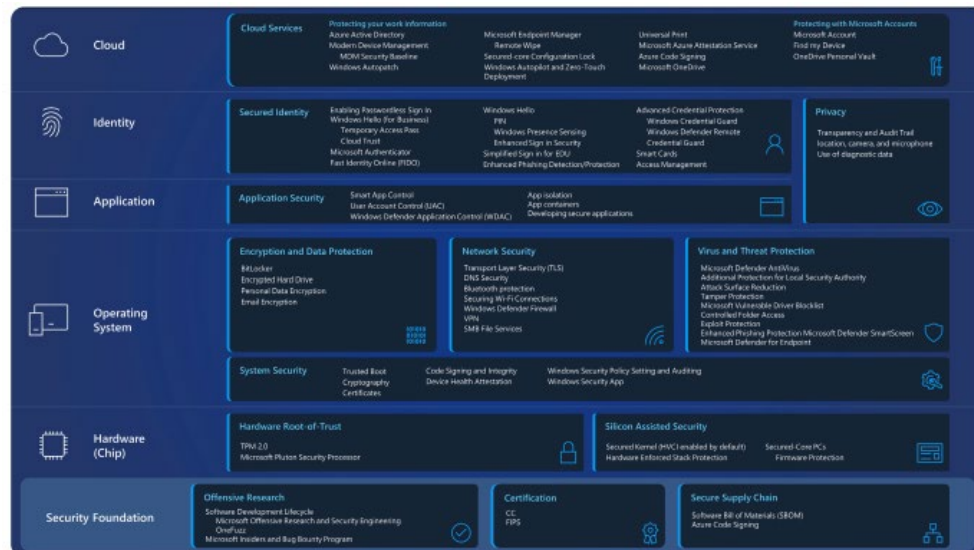 Cloud
Cloud Services
Protecting your work information
Azure Active Directory
Modern Device Management
MDM Security Baseline
Windows Autopatch
Microsoft Endpoint Manager
Remote Wipe
Secured-core Configuration Lock
Windows Autopilot and Zero-Touch
Deployment
Universal Print
Microsoft Azure Attestation Service
Azure Code Signing
Microsoft OneDrive
Protecting with Microsoft Accounts
Microsoft Account
Find my Device
OneDrive Personal Vault
Identity
Secured Identity
Enabling Passwordless Sign In
Windows Hello (for Business)
Temporary Access Pass
Cloud Trust
Microsoft Authenticator
Fast Identity Online (FIDO)
Windows Hello
PIN
Windows Presence Sensing
Enhanced Sign in Security
Simplified Sign in for EDU
Enhanced Phishing Detection/Protection
Advanced Credential Protection
Windows Credential Guard
Windows Defender Remote
Credential Guard
Smart Cards
Access Management
Privacy
Transparency and Audit Trail
location, camera, and microphone
Use of diagnostic data
Application
Application Security
Smart App Control
User Account Control (UAC)
Windows Defender Application Control (WDAC)
App isolation
App containers
Developing secure applications
Operating
System
Encryption and Data Protection
BitLocker
Encrypted Hard Drive
Personal Data Encryption
Email Encryption
Network Security
Transport Layer Security (TLS)
DNS Security
Bluetooth protection
Securing Wi-Fi Connections
Windows Defender Firewall
VPN
SMB File Services
Virus and Threat Protection
Microsoft Defender AntiVirus
Additional Protection for Local Security Authority
Attack Surface Reduction
Tamper Protection
Microsoft Vulnerable Driver Blocklist
Controlled Folder Access
Exploit Protection
Enhanced Phishing Protection Microsoft Defender SmartScreen
Microsoft Defender for Endpoint
System Security
Trusted Boot
Cryptography
Certificates
Code Signing and Integrity
Device Health Attestation
Windows Security Policy Setting and Auditing
Windows Security App
Hardware
(Chip)
Hardware Root-of-Trust
TPM 2.0
Microsoft Pluton Security Processor
Silicon Assisted Security
Secured Kernel (HVCI enabled by default)
Hardware Enforced Stack Protection
Secured-Core PCs
Firmware Protection
Security Foundation
Offensive Research
Software Development Lifecycle
Microsoft Offensive Research and Security Engineering
OneFuzz
Microsoft Insiders and Bug Bounty Program
Certification
CC
FIPS
Secure Supply Chain
Software Bill of Materials (SBOM)
Azure Code Signing